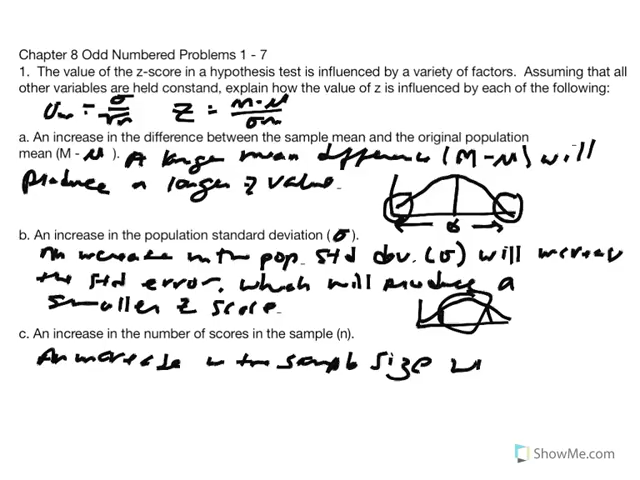 Chapter 8 Odd Numbered Problems 1 - 7
1. The value of the z-score in a hypothesis test is influenced by a variety of factors. Assuming that all
other variables are held constand, explain how the value of z is influenced by each of the following:
σm = σ/√n Z = M-μ/σm
a. An increase in the difference between the sample mean and the original population
mean (M - μ ). A larger mean difference (M-μ) will
produce a larger z value.
σ
b. An increase in the population standard deviation ( σ ).
An increase in the pop. std dev. (σ) will increase
the std error, which will produce a
smaller z score.
c. An increase in the number of scores in the sample (n).
An increase in the sample size wi
ShowMe.com